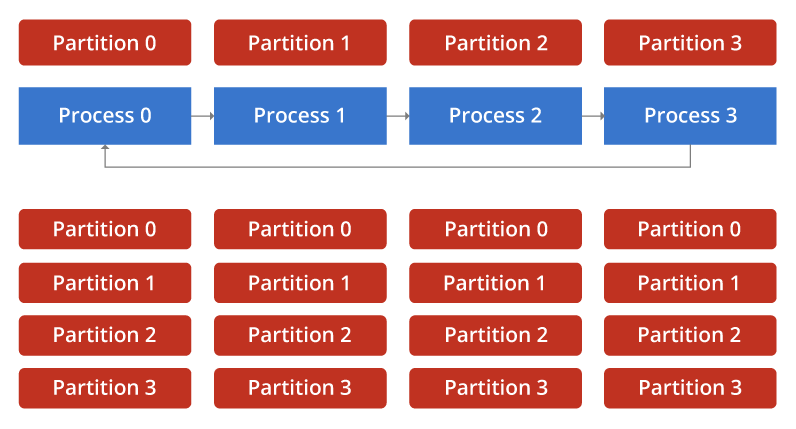 Partition 0 Partition 1 Partition 2 Partition 3
Process 0 Process 1 Process 2 Process 3
Partition 0 Partition 0 Partition 0 Partition 0
Partition 1 Partition 1 Partition 1 Partition 1
Partition 2 Partition 2 Partition 2 Partition 2
Partition 3 Partition 3 Partition 3 Partition 3